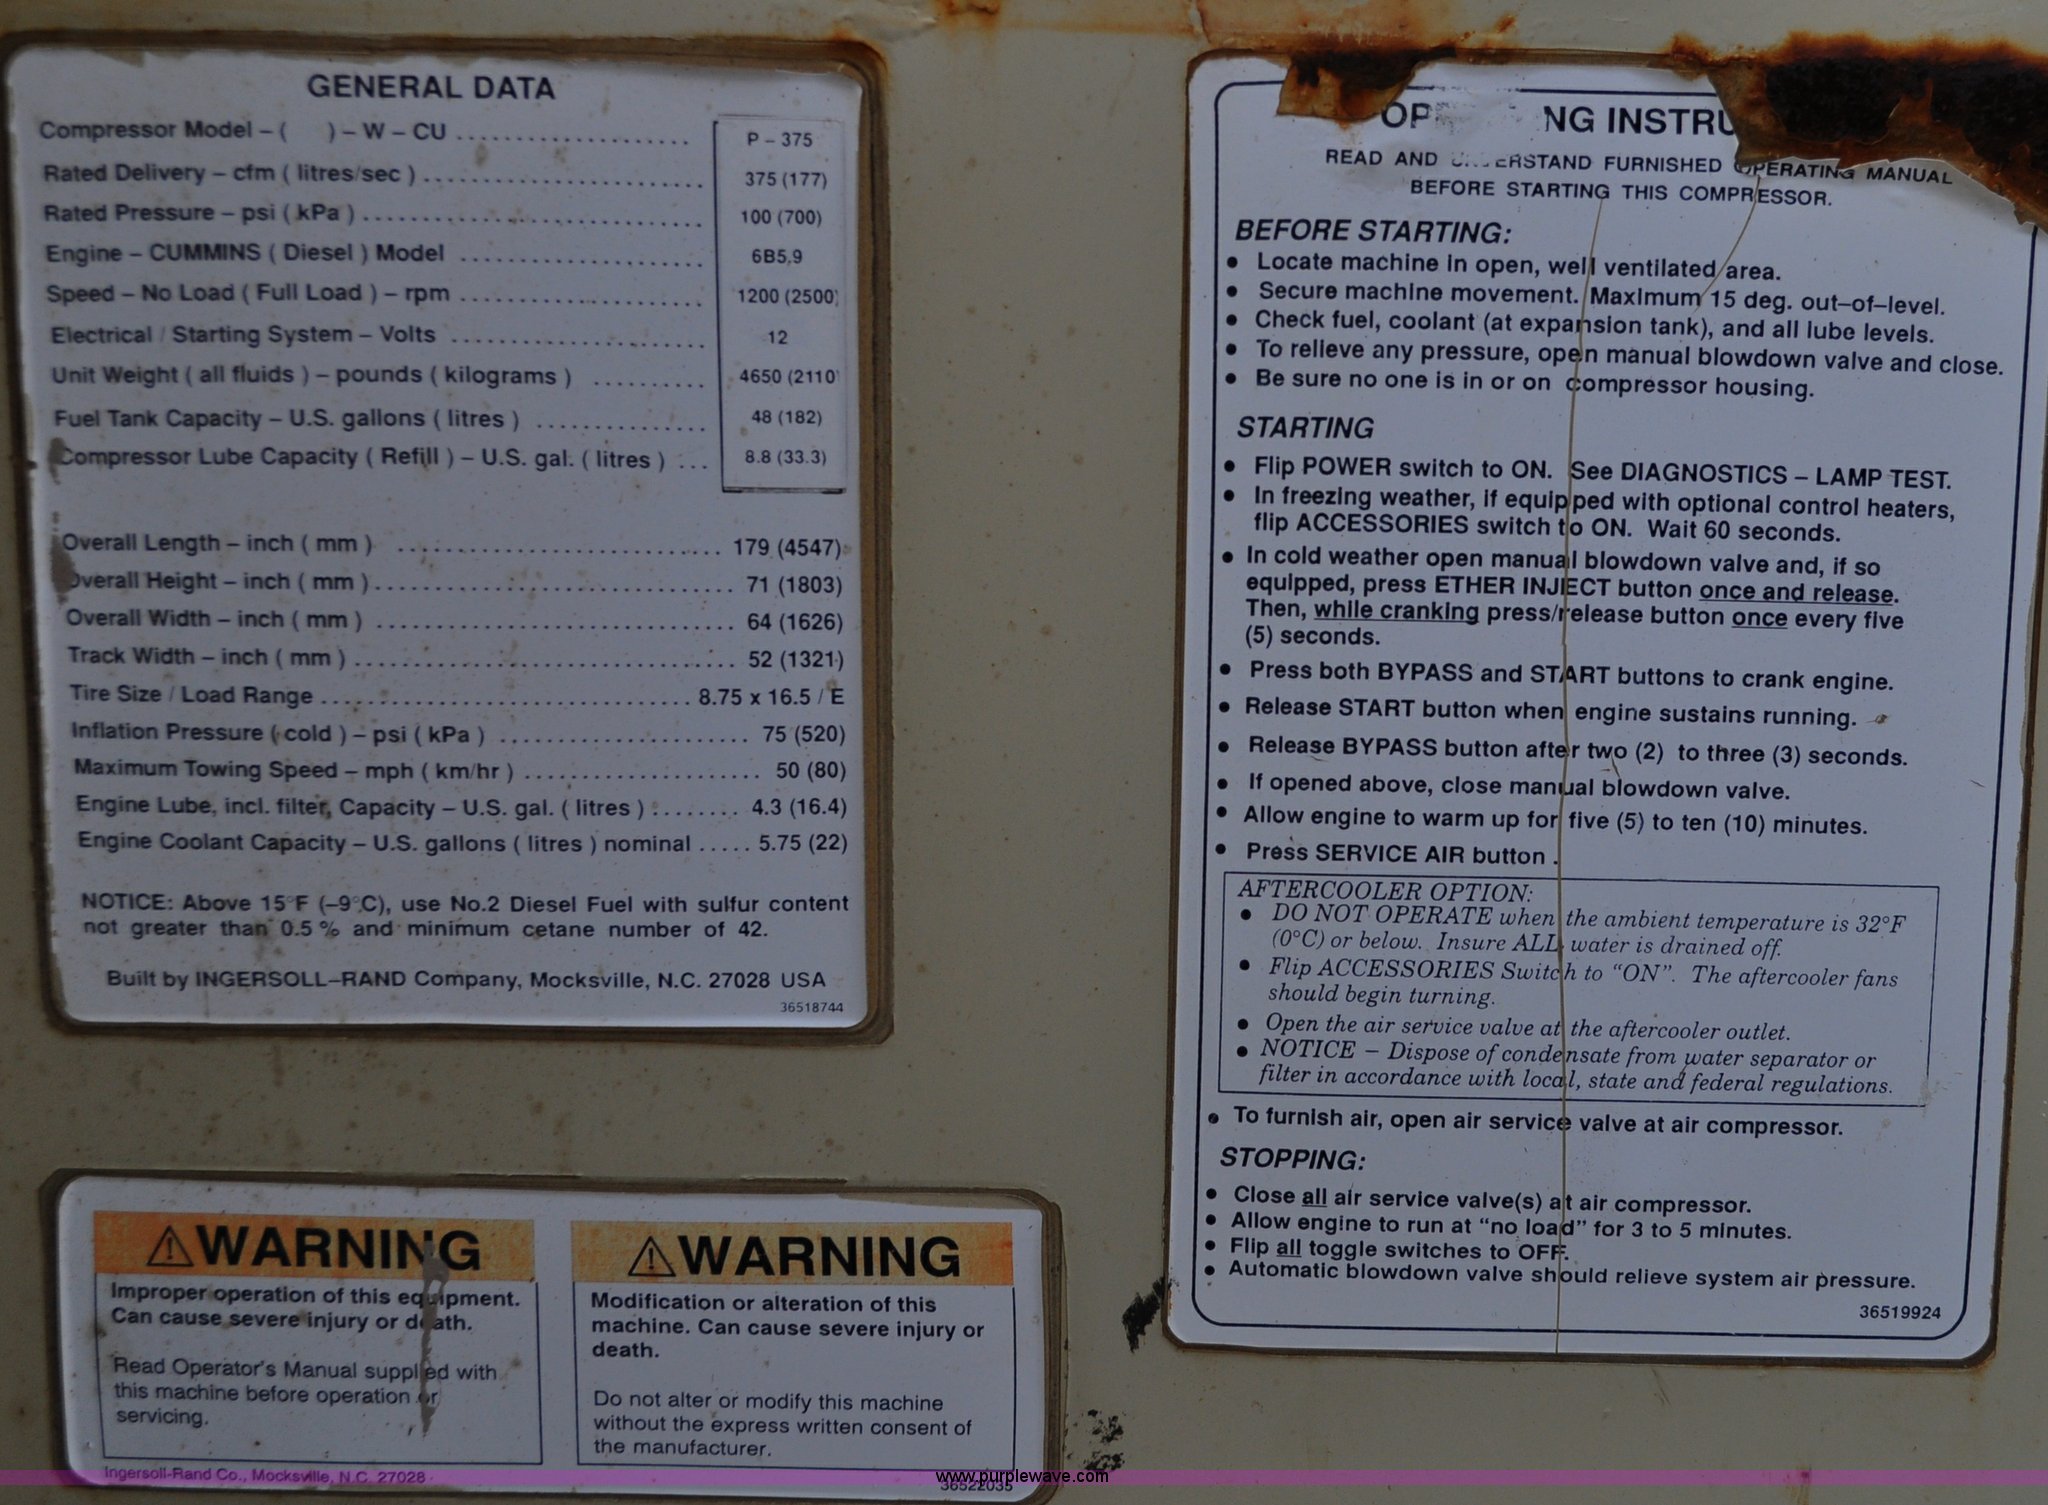 GENERAL DATA
Compressor Model – ( ) – W – CU ..................... P – 375
Rated Delivery – cfm ( litres/sec ) ........................ 375 (177)
Rated Pressure – psi ( kPa ) ............................. 100 (700)
Engine – CUMMINS ( Diesel ) Model ..................... 6B5.9
Speed – No Load ( Full Load ) – rpm ..................... 1200 (2500)
Electrical / Starting System – Volts ...................... 12
Unit Weight ( all fluids ) – pounds ( kilograms ) .......... 4650 (2110)
Fuel Tank Capacity – U.S. gallons ( litres ) ............... 48 (182)
Compressor Lube Capacity ( Refill ) – U.S. gal. ( litres ) ... 8.8 (33.3)
Overall Length – inch ( mm ) ............................ 179 (4547)
Overall Height – inch ( mm ) ............................... 71 (1803)
Overall Width – inch ( mm ) ............................... 64 (1626)
Track Width – inch ( mm ) ................................. 52 (1321)
Tire Size / Load Range ................................ 8.75 x 16.5 / E
Inflation Pressure ( cold ) – psi ( kPa ) ...................... 75 (520)
Maximum Towing Speed – mph ( km/hr ) .................... 50 (80)
Engine Lube, incl. filter, Capacity – U.S. gal. ( litres ) ........ 4.3 (16.4)
Engine Coolant Capacity – U.S. gallons ( litres ) nominal ..... 5.75 (22)
NOTICE: Above 15°F (–9°C), use No.2 Diesel Fuel with sulfur content
not greater than 0.5 % and minimum cetane number of 42.
Built by INGERSOLL–RAND Company, Mocksville, N.C. 27028 USA
36518744
WARNING
Improper operation of this equipment.
Can cause severe injury or death.
Read Operator's Manual supplied with
this machine before operation or
servicing.
Ingersoll-Rand Co., Mocksville, N.C. 27028
WARNING
Modification or alteration of this
machine. Can cause severe injury or
death.
Do not alter or modify this machine
without the express written consent of
the manufacturer.
36522035
OP NG INSTRU
READ AND UNDERSTAND FURNISHED OPERATING MANUAL
BEFORE STARTING THIS COMPRESSOR.
BEFORE STARTING:
• Locate machine in open, well ventilated area.
• Secure machine movement. Maximum 15 deg. out–of–level.
• Check fuel, coolant (at expansion tank), and all lube levels.
• To relieve any pressure, open manual blowdown valve and close.
• Be sure no one is in or on compressor housing.
STARTING
• Flip POWER switch to ON. See DIAGNOSTICS – LAMP TEST.
• In freezing weather, if equipped with optional control heaters,
flip ACCESSORIES switch to ON. Wait 60 seconds.
• In cold weather open manual blowdown valve and, if so
equipped, press ETHER INJECT button once and release.
Then, while cranking press/release button once every five
(5) seconds.
• Press both BYPASS and START buttons to crank engine.
• Release START button when engine sustains running.
• Release BYPASS button after two (2) to three (3) seconds.
• If opened above, close manual blowdown valve.
• Allow engine to warm up for five (5) to ten (10) minutes.
• Press SERVICE AIR button .
AFTERCOOLER OPTION:
• DO NOT OPERATE when the ambient temperature is 32°F
(0°C) or below. Insure ALL water is drained off.
• Flip ACCESSORIES Switch to “ON”. The aftercooler fans
should begin turning.
• Open the air service valve at the aftercooler outlet.
• NOTICE – Dispose of condensate from water separator or
filter in accordance with local, state and federal regulations.
• To furnish air, open air service valve at air compressor.
STOPPING:
• Close all air service valve(s) at air compressor.
• Allow engine to run at “no load” for 3 to 5 minutes.
• Flip all toggle switches to OFF.
• Automatic blowdown valve should relieve system air pressure.
36519924
www.purplewave.com